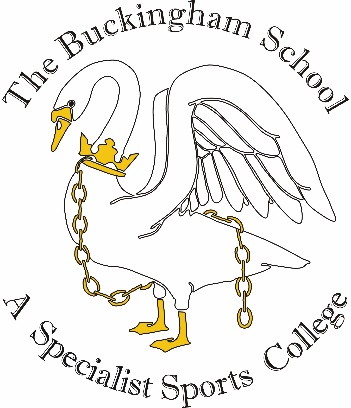 The Buckingham School
A Specialist Sports College